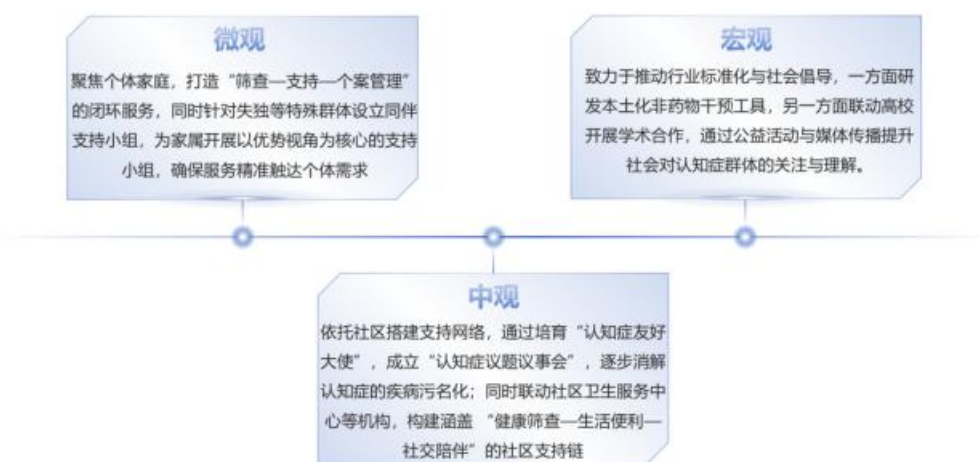 微观
聚焦个体家庭，打造“筛查—支持—个案管理”
的闭环服务，同时针对失独等特殊群体设立同伴
支持小组，为家属开展以优势视角为核心的支持
小组，确保服务精准触达个体需求
宏观
致力于推动行业标准化与社会倡导，一方面研
发本土化非药物干预工具，另一方面联动高校
开展学术合作，通过公益活动与媒体传播提升
社会对认知症群体的关注与理解。
中观
依托社区搭建支持网络，通过培育“认知症友好
大使”，成立“认知症议题议事会”，逐步消解
认知症的疾病污名化；同时联动社区卫生服务中
心等机构，构建涵盖 “健康筛查—生活便利—
社交陪伴”的社区支持链